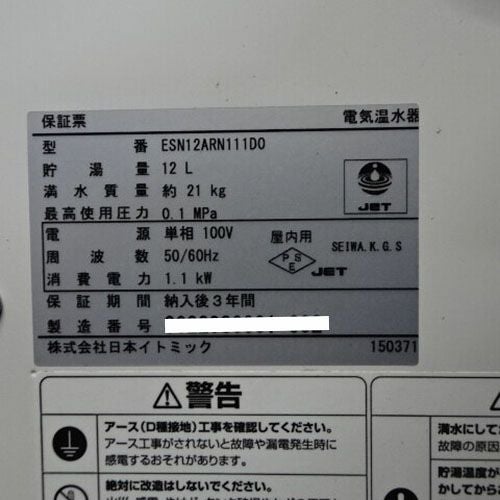 保証票 電気温水器
型 番 ESN12ARN111D0
貯 湯 量 12 L
満 水 質 量 約 21 kg
最高使用圧力 0.1 MPa
JET
電 源 単相 100V 屋内用
SEIWA.K.G.S
周 波 数 50/60Hz
PSE JET
消 費 電 力 1.1 kW
保 証 期 間 納入後3年間
製 造 番 号
株式会社日本イトミック 150371
警告
アース(D種接地)工事を確認してください。
アース工事がされないと故障や漏電発生時に
感電するおそれがあります。
絶対に改造はしないでください。
満水にして
故障の原因
貯湯温度が
かしてから